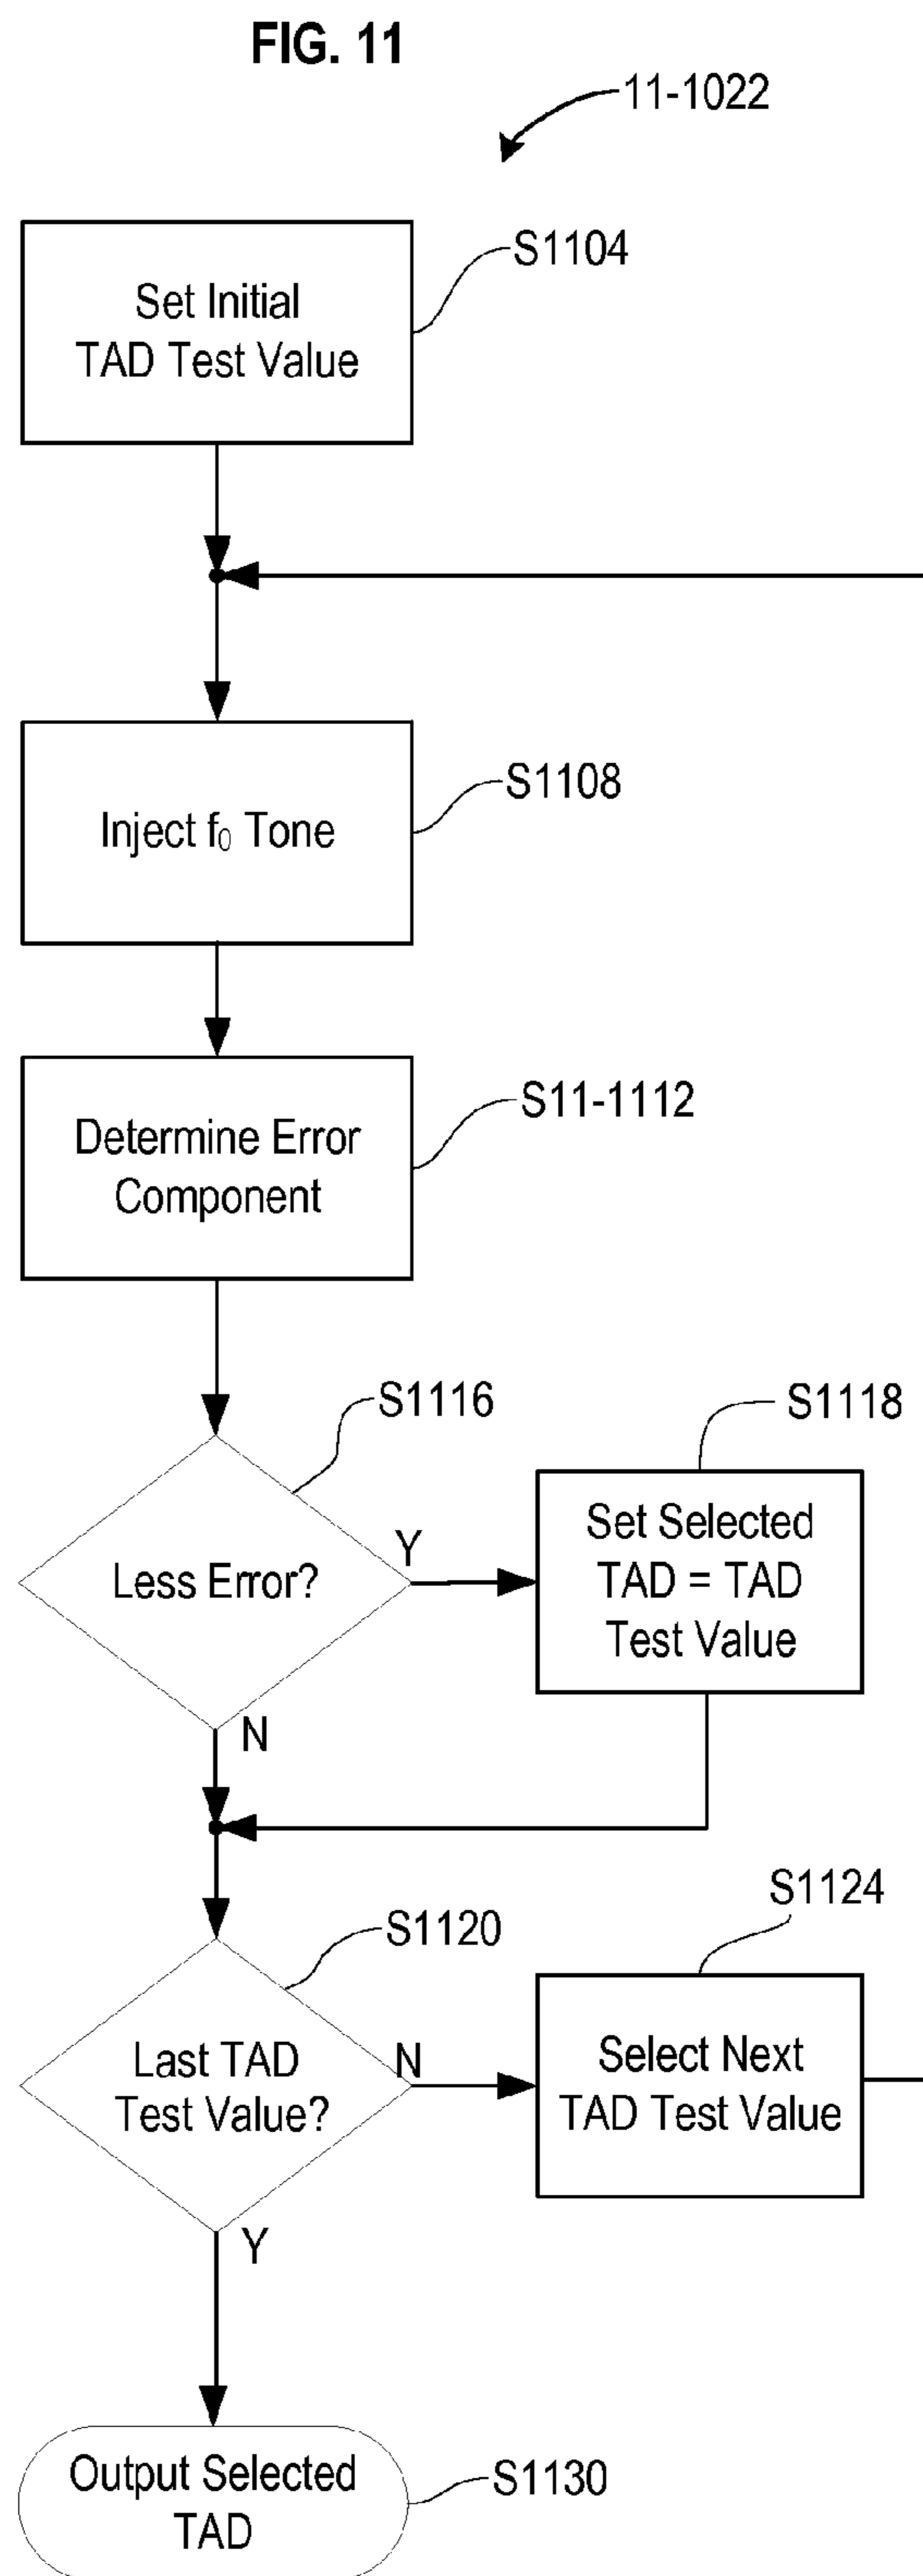 FIG. 11
11-1022
S1104
Set Initial
TAD Test Value
S1108
Inject f₀ Tone
S11-1112
Determine Error
Component
S1116
Less Error?
Y
N
S1118
Set Selected
TAD = TAD
Test Value
S1120
Last TAD
Test Value?
N
Y
S1124
Select Next
TAD Test Value
Output Selected
TAD
S1130